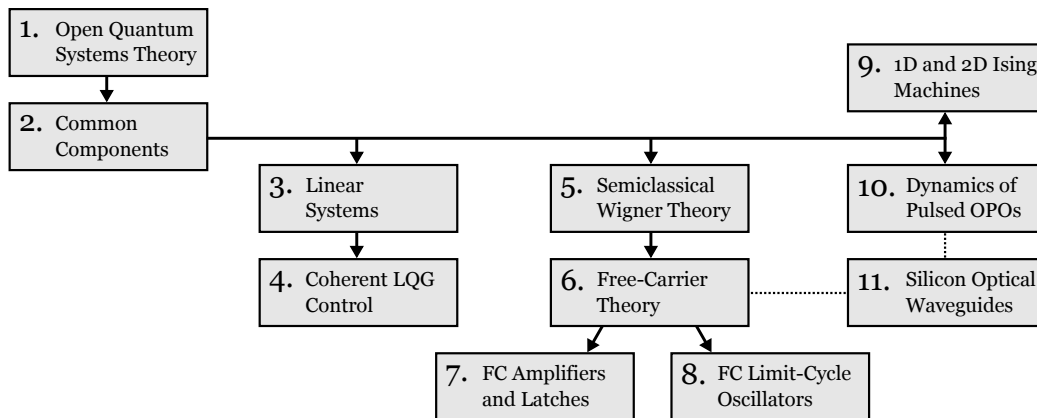 1. Open Quantum
Systems Theory
2. Common
Components
3. Linear
Systems
4. Coherent LQG
Control
5. Semiclassical
Wigner Theory
6. Free-Carrier
Theory
7. FC Amplifiers
and Latches
8. FC Limit-Cycle
Oscillators
9. 1D and 2D Ising
Machines
10. Dynamics of
Pulsed OPOs
11. Silicon Optical
Waveguides